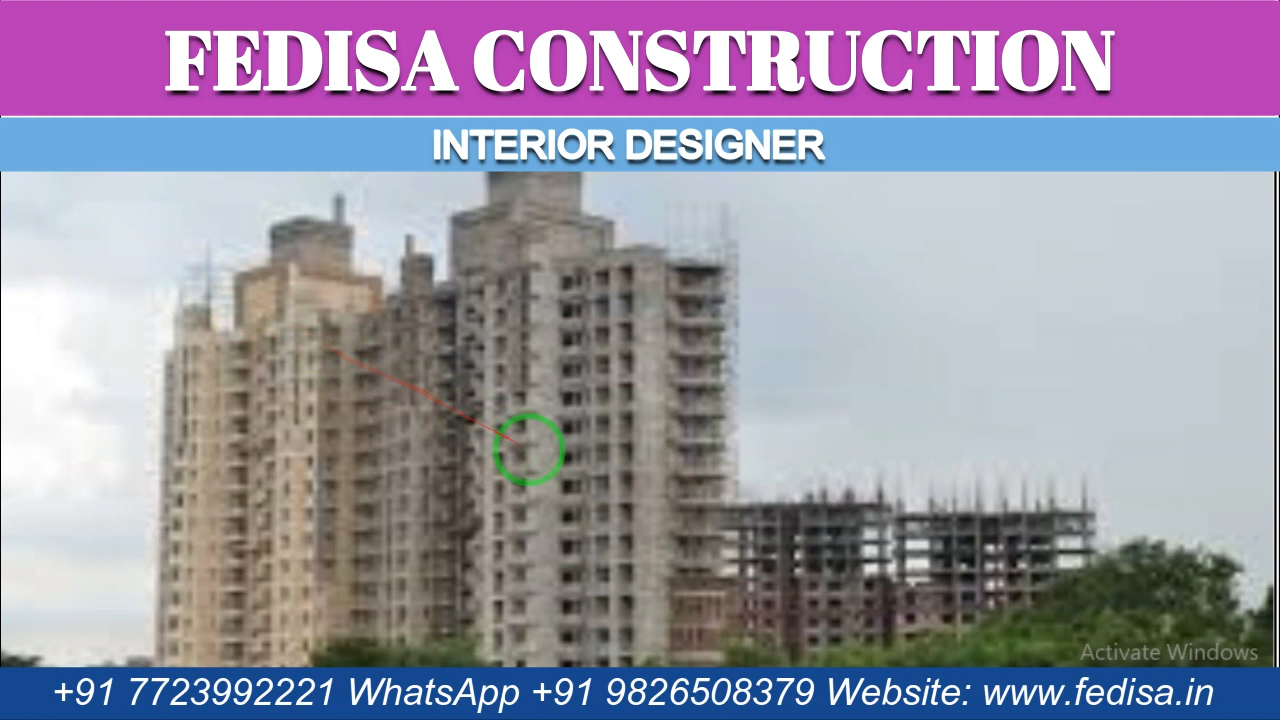 FEDISA CONSTRUCTION
INTERIOR DESIGNER
Activate Windows
+91 7723992221 WhatsApp +91 9826508379 Website: www.fedisa.in